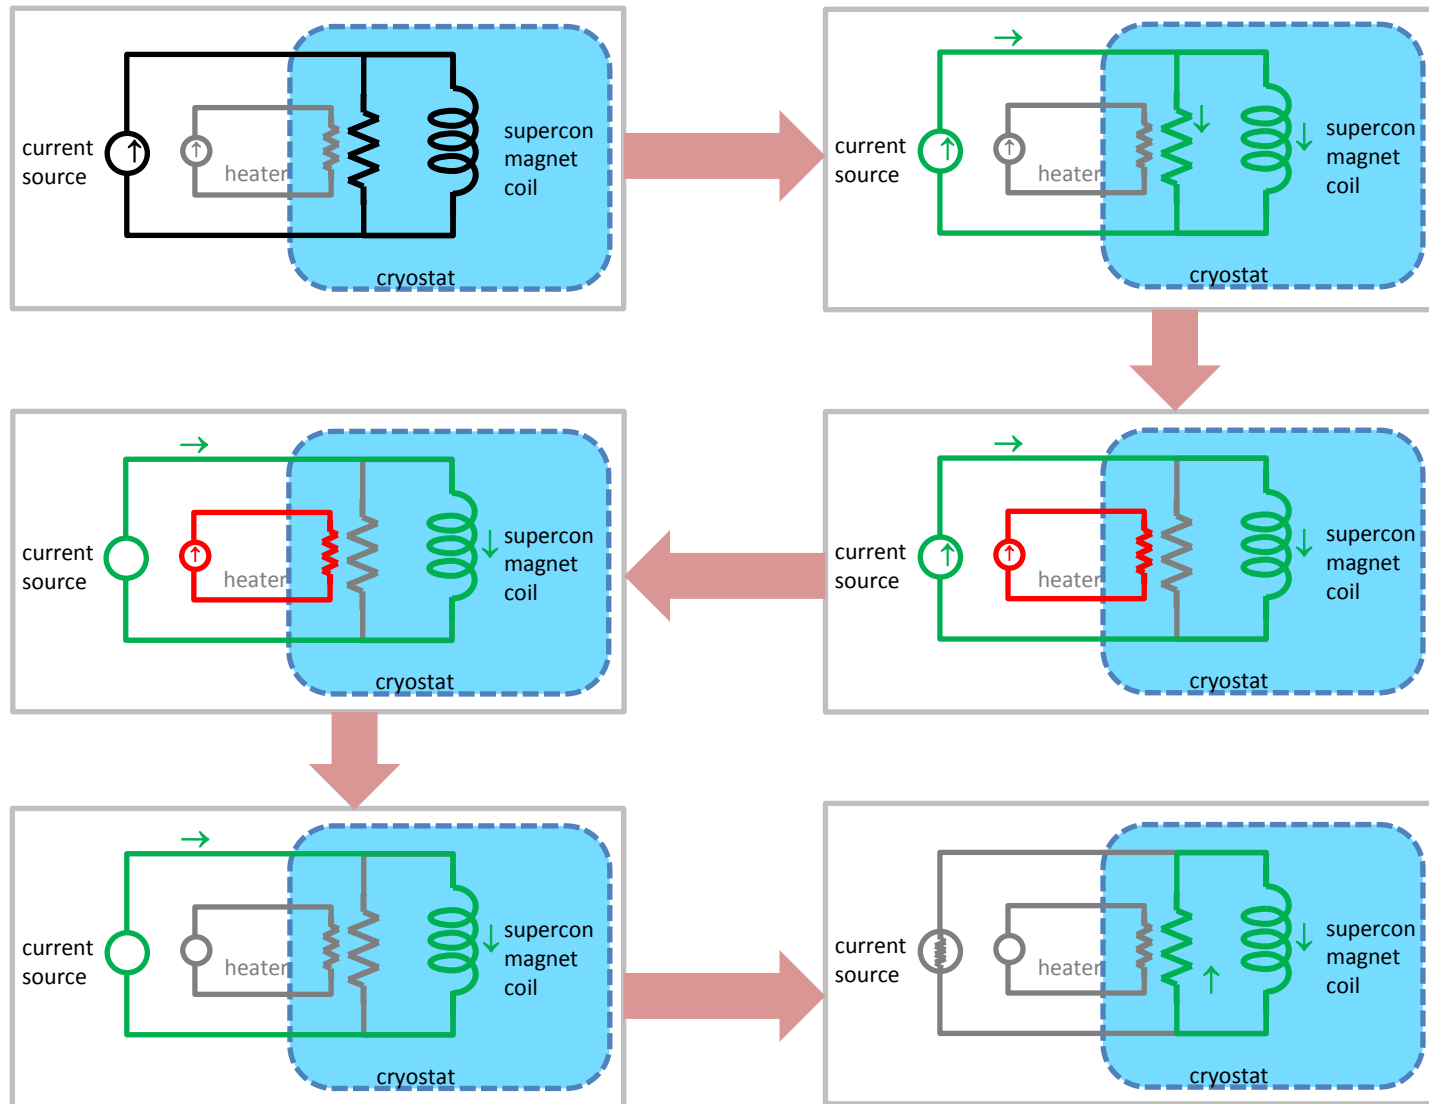 current
source
heater
supercon
magnet
coil
cryostat
current
source
heater
supercon
magnet
coil
cryostat
current
source
heater
supercon
magnet
coil
cryostat
current
source
heater
supercon
magnet
coil
cryostat
current
source
heater
supercon
magnet
coil
cryostat
current
source
heater
supercon
magnet
coil
cryostat